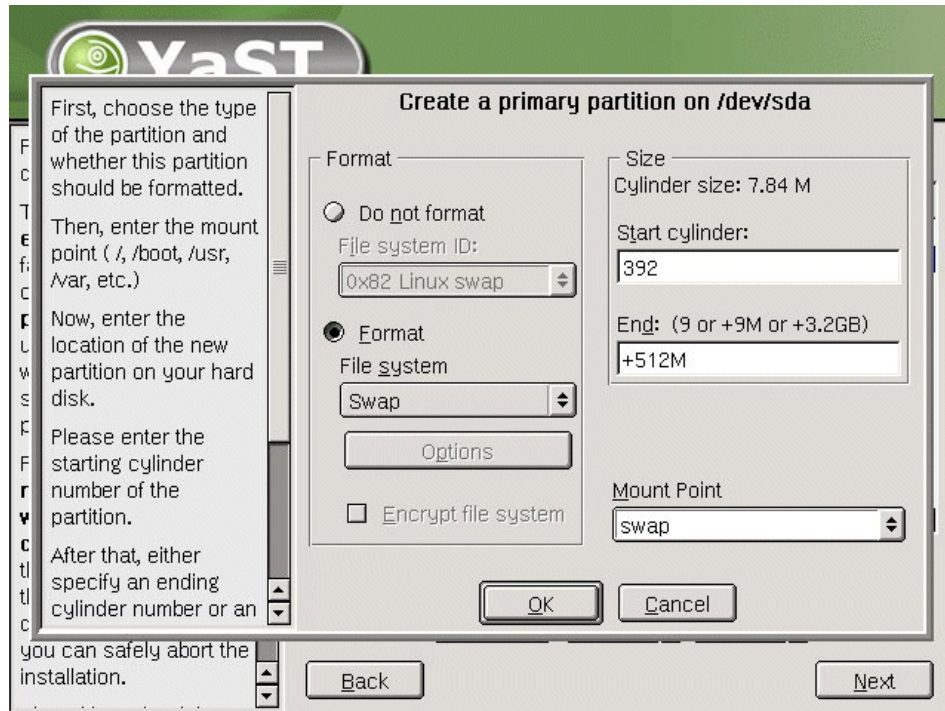 YaST
Create a primary partition on /dev/sda
First, choose the type
of the partition and
whether this partition
should be formatted.
Then, enter the mount
point ( /, /boot, /usr,
/var, etc.)
Now, enter the
location of the new
partition on your hard
disk.
Please enter the
starting cylinder
number of the
partition.
After that, either
specify an ending
cylinder number or an
Format
Do not format
File system ID:
0x82 Linux swap
Format
File system
Swap
Options
Encrypt file system
Size
Cylinder size: 7.84 M
Start cylinder:
392
End: (9 or +9M or +3.2GB)
+512M
Mount Point
swap
OK
Cancel
you can safely abort the
installation.
Back
Next